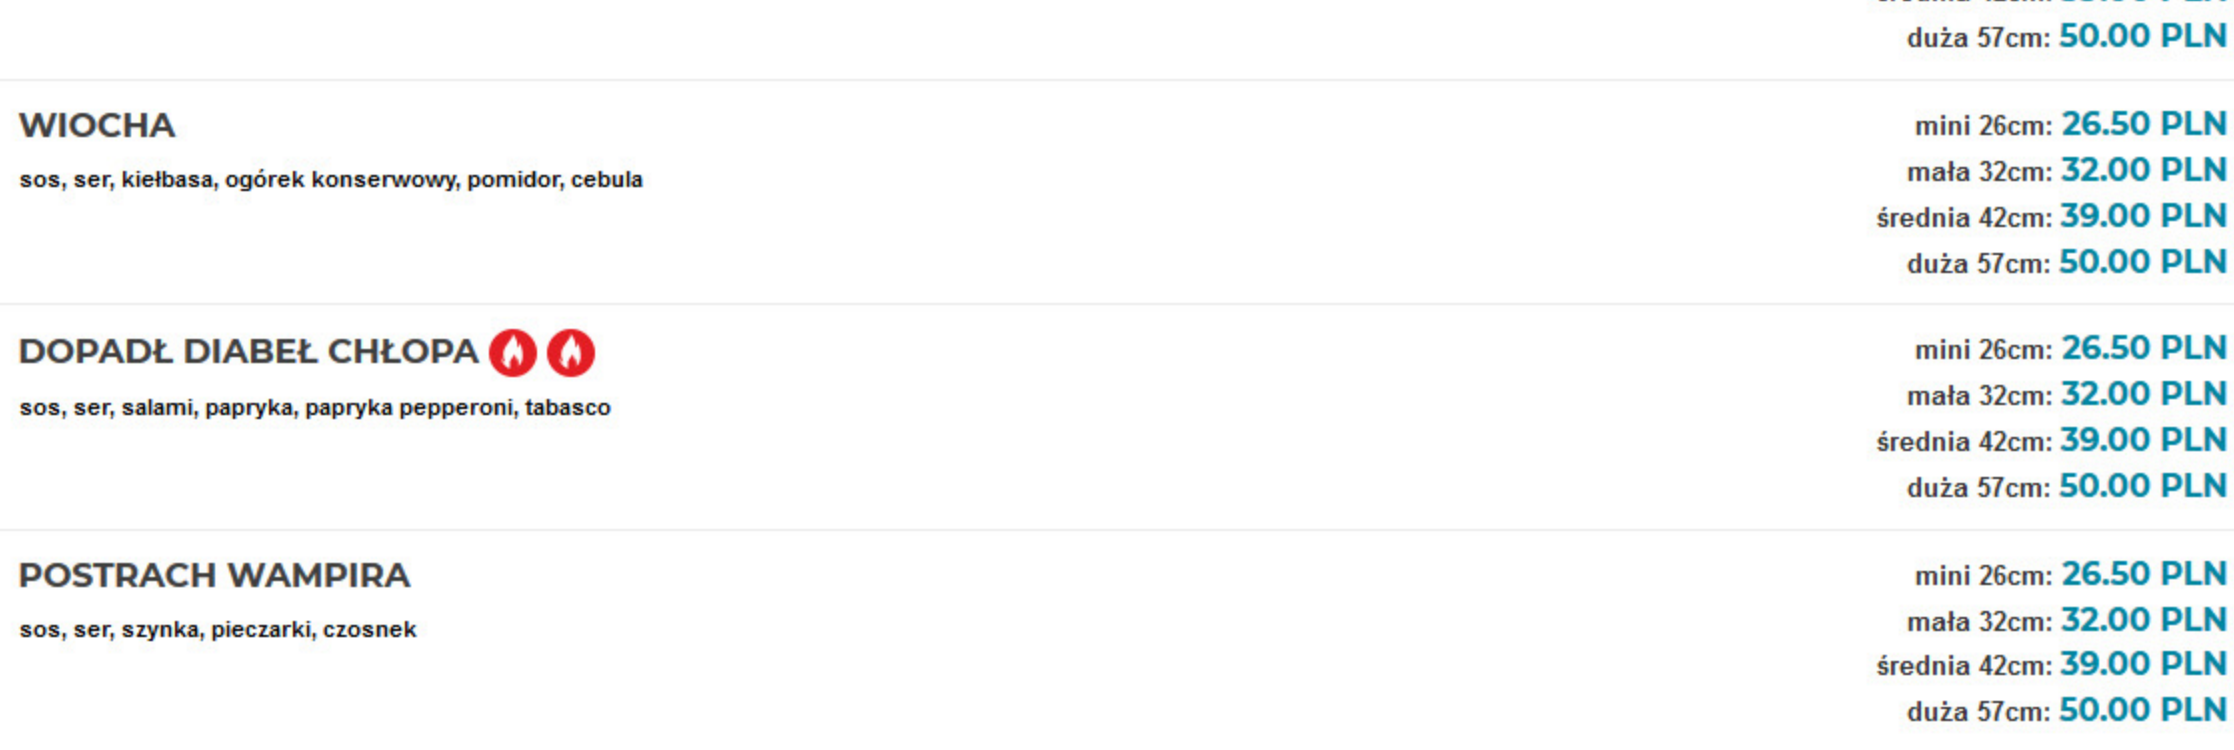 duża 57cm: 50.00 PLN
WIOCHA
sos, ser, kiełbasa, ogórek konserwowy, pomidor, cebula
mini 26cm: 26.50 PLN
mała 32cm: 32.00 PLN
średnia 42cm: 39.00 PLN
duża 57cm: 50.00 PLN
DOPADŁ DIABEŁ CHŁOPA
sos, ser, salami, papryka, papryka pepperoni, tabasco
mini 26cm: 26.50 PLN
mała 32cm: 32.00 PLN
średnia 42cm: 39.00 PLN
duża 57cm: 50.00 PLN
POSTRACH WAMPIRA
sos, ser, szynka, pieczarki, czosnek
mini 26cm: 26.50 PLN
mała 32cm: 32.00 PLN
średnia 42cm: 39.00 PLN
duża 57cm: 50.00 PLN